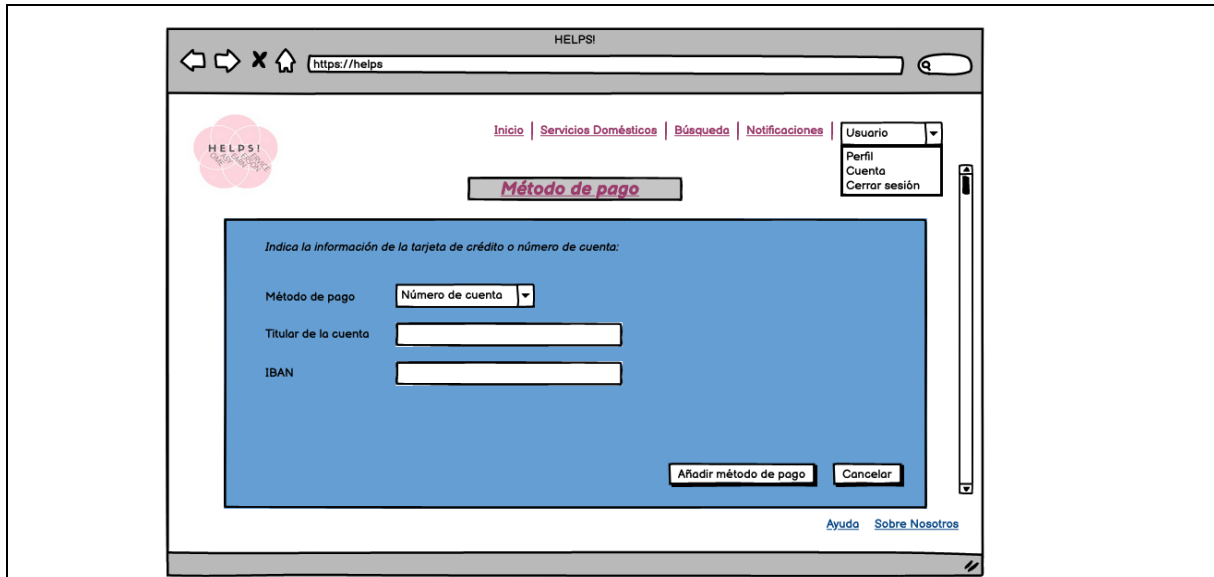 HELPS!
https://helps
Inicio Servicios Domésticos Búsqueda Notificaciones Usuario
HELPS!
Perfil
Cuenta
Cerrar sesión
Método de pago
Indica la información de la tarjeta de crédito o número de cuenta:
Método de pago Número de cuenta
Titular de la cuenta
IBAN
Añadir método de pago Cancelar
Ayuda Sobre Nosotros